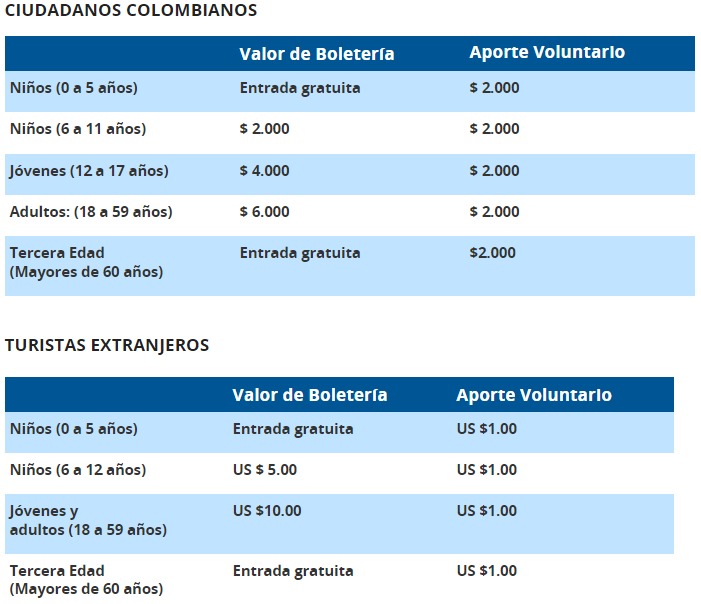 CIUDADANOS COLOMBIANOS
Valor de Boletería Aporte Voluntario
Niños (0 a 5 años) Entrada gratuita $ 2.000
Niños (6 a 11 años) $ 2.000 $ 2.000
Jóvenes (12 a 17 años) $ 4.000 $ 2.000
Adultos: (18 a 59 años) $ 6.000 $ 2.000
Tercera Edad Entrada gratuita $2.000
(Mayores de 60 años)
TURISTAS EXTRANJEROS
Valor de Boletería Aporte Voluntario
Niños (0 a 5 años) Entrada gratuita US $1.00
Niños (6 a 12 años) US $ 5.00 US $1.00
Jóvenes y US $10.00 US $1.00
adultos (18 a 59 años)
Tercera Edad Entrada gratuita US $1.00
(Mayores de 60 años)